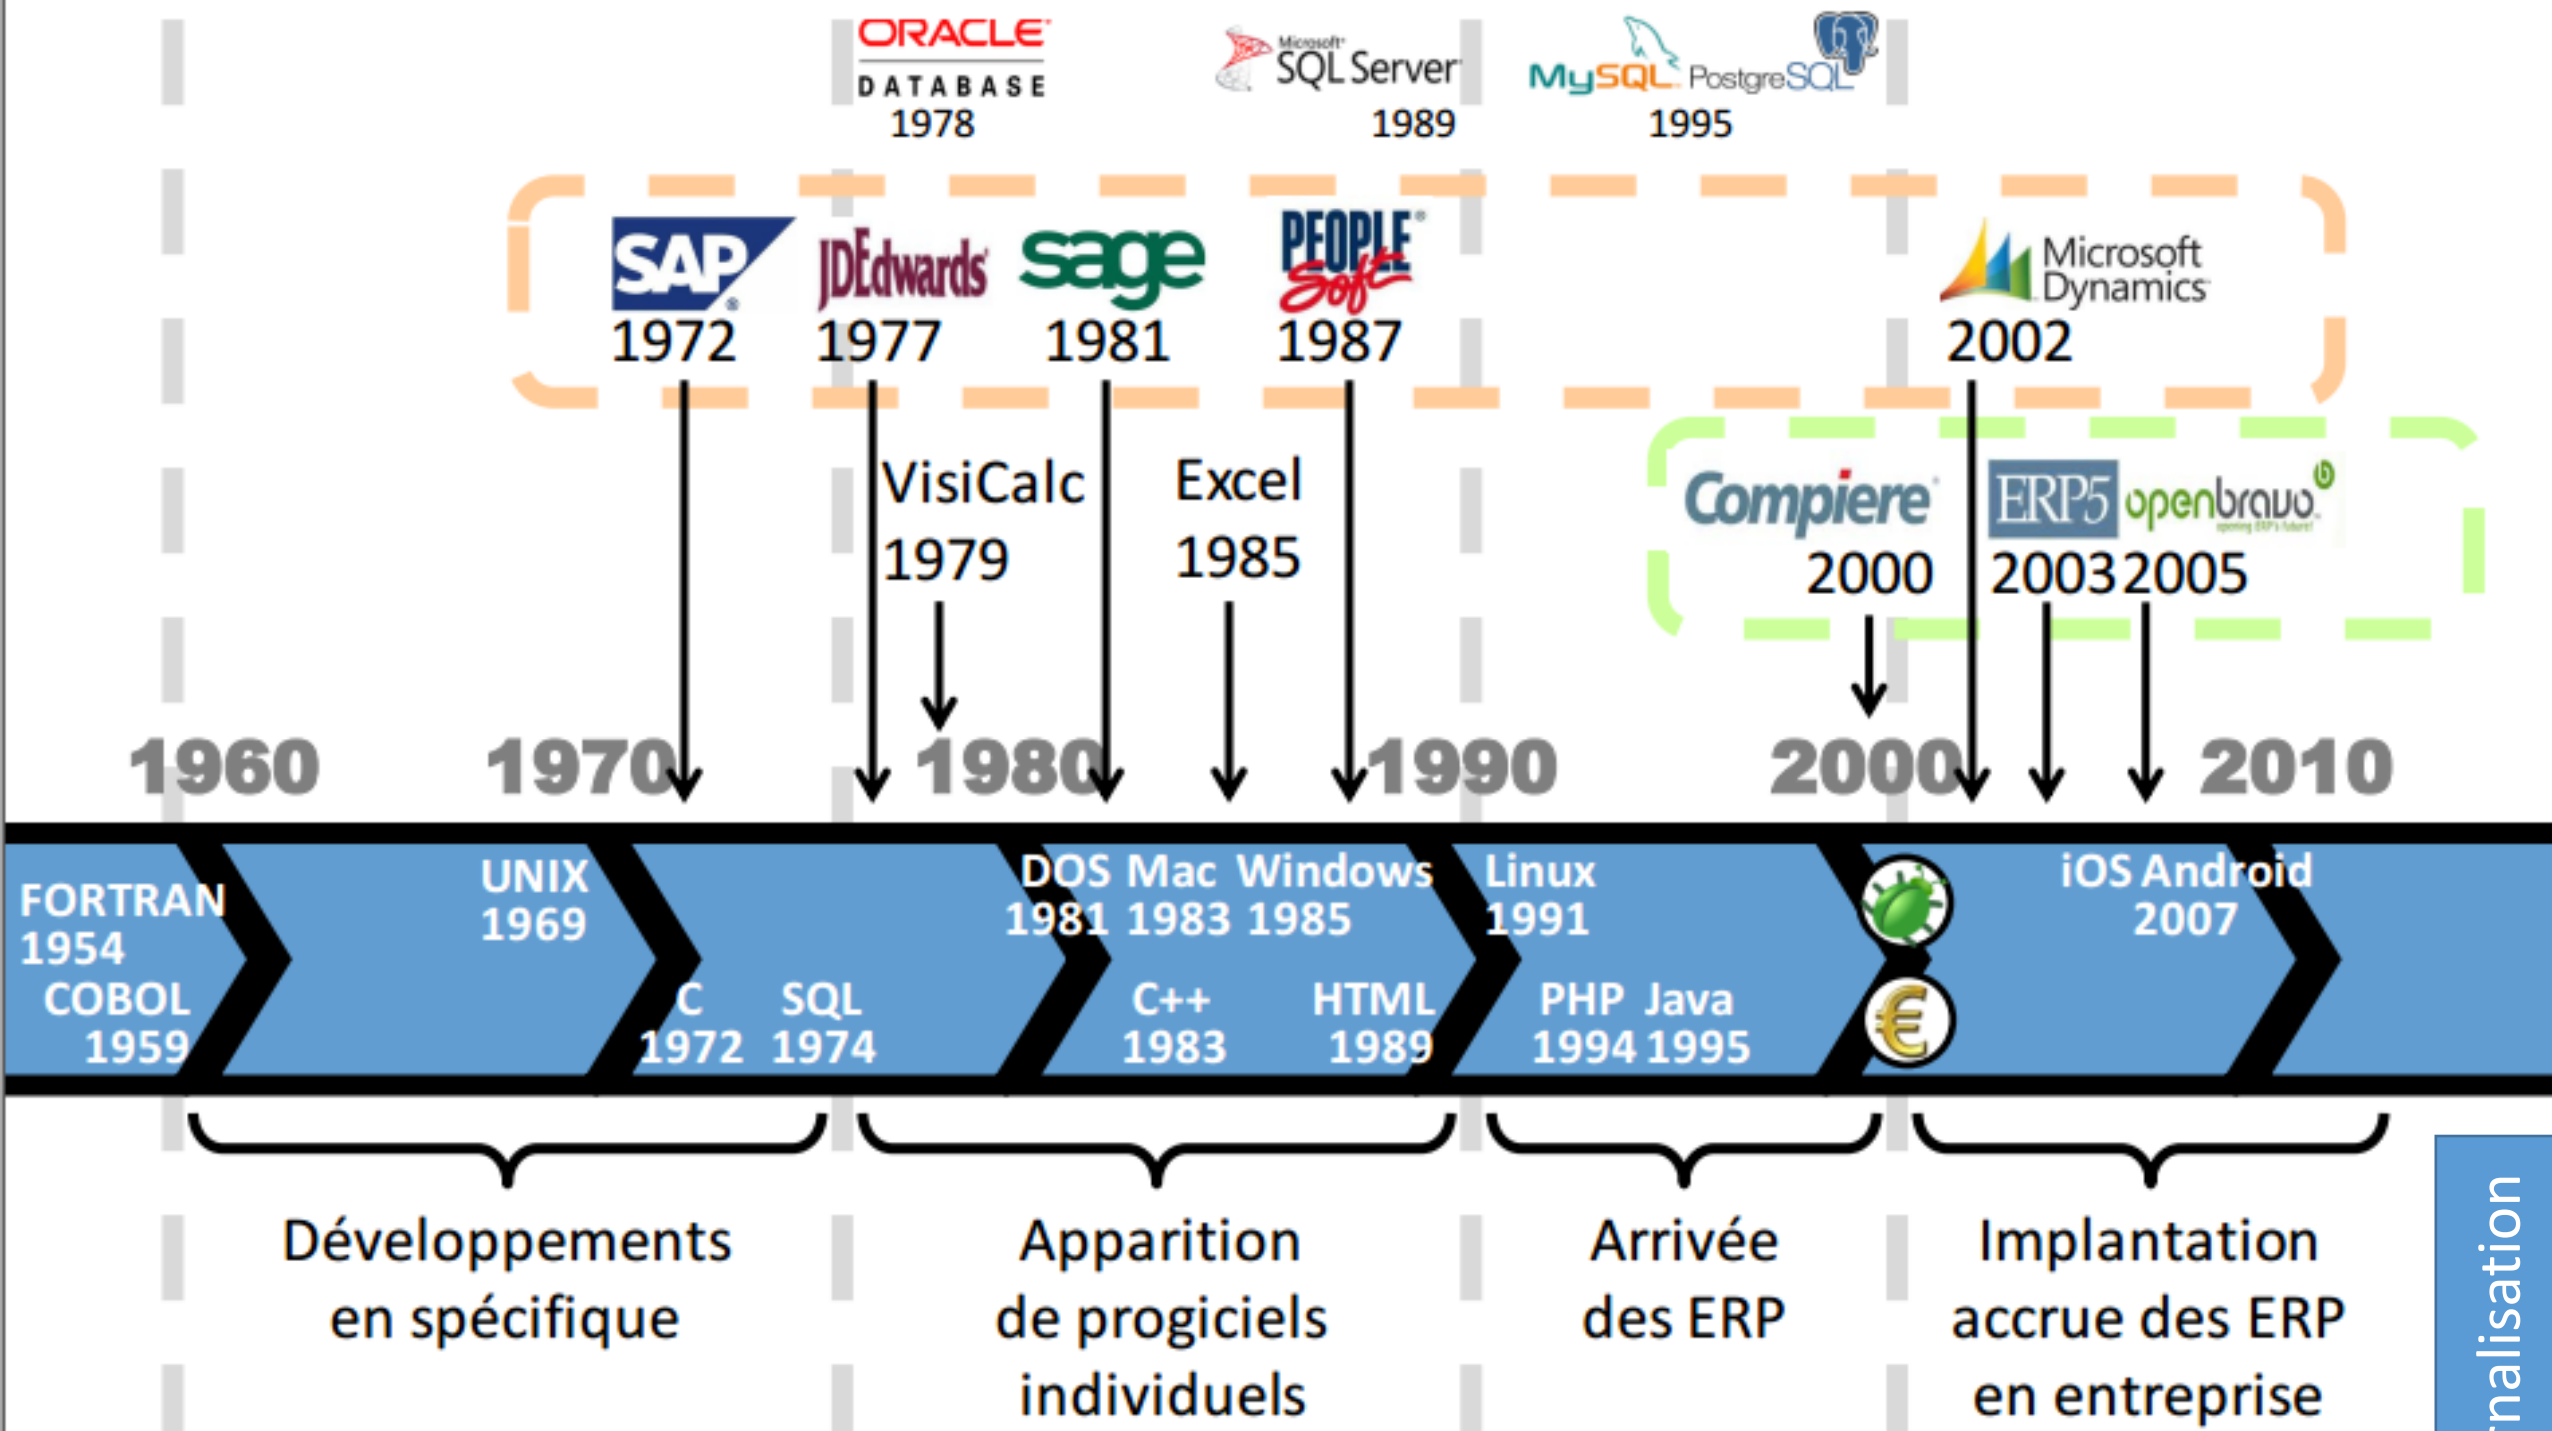 ORACLE
DATABASE
1978
Microsoft
SQL Server
1989
MySQL PostgreSQL
1995
SAP
1972
JDEdwards
1977
sage
1981
PEOPLE
Soft
1987
Microsoft
Dynamics
2002
VisiCalc
1979
Excel
1985
Compiere
2000
ERP5
2003
openbravo
opening ERP's future!
2005
1960 1970 1980 1990 2000 2010
FORTRAN
1954
COBOL
1959
UNIX
1969
C
1972
SQL
1974
DOS
1981
Mac
1983
Windows
1985
C++
1983
HTML
1989
Linux
1991
PHP
1994
Java
1995
€
iOS Android
2007
Développements
en spécifique
Apparition
de progiciels
individuels
Arrivée
des ERP
Implantation
accrue des ERP
en entreprise
rnalisation